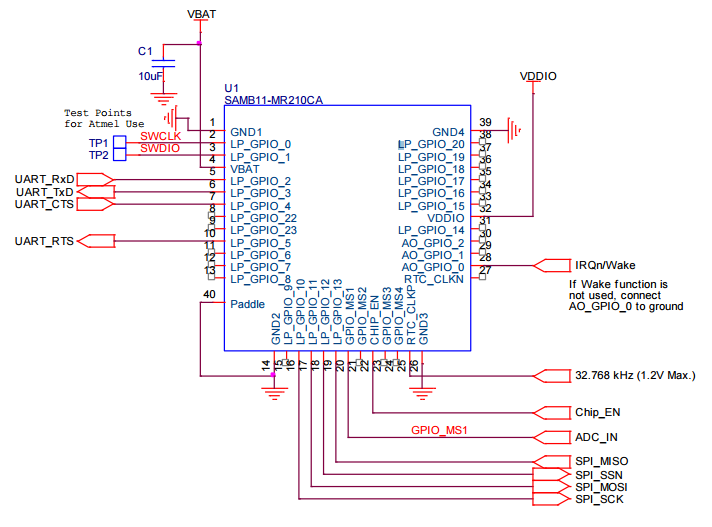 VBAT
C1
10uF
U1
SAMB11-MR210CA
VDDIO
Test Points
for Atmel Use
TP1
TP2
SWCLK
SWDIO
UART_RxD
UART_TxD
UART_CTS
UART_RTS
1 GND1
2 LP_GPIO_0
3 LP_GPIO_1
4 VBAT
5 LP_GPIO_2
6 LP_GPIO_3
7 LP_GPIO_4
8 LP_GPIO_22
9 LP_GPIO_23
10 LP_GPIO_5
11 LP_GPIO_6
12 LP_GPIO_7
13 LP_GPIO_8
40 Paddle
39 GND4
38 LP_GPIO_20
37 LP_GPIO_19
36 LP_GPIO_18
35 LP_GPIO_17
34 LP_GPIO_16
33 LP_GPIO_15
32 VDDIO
31 LP_GPIO_14
30 AO_GPIO_2
29 AO_GPIO_1
28 AO_GPIO_0
27 RTC_CLKN
14 GND2
15 LP_GPIO_9
16 LP_GPIO_10
17 LP_GPIO_11
18 LP_GPIO_12
19 LP_GPIO_13
20 GPIO_MS1
21 GPIO_MS2
22 CHIP_EN
23 GPIO_MS3
24 GPIO_MS4
25 RTC_CLKP
26 GND3
IRQn/Wake
If Wake function is
not used, connect
AO_GPIO_0 to ground
32.768 kHz (1.2V Max.)
Chip_EN
GPIO_MS1
ADC_IN
SPI_MISO
SPI_SSN
SPI_MOSI
SPI_SCK